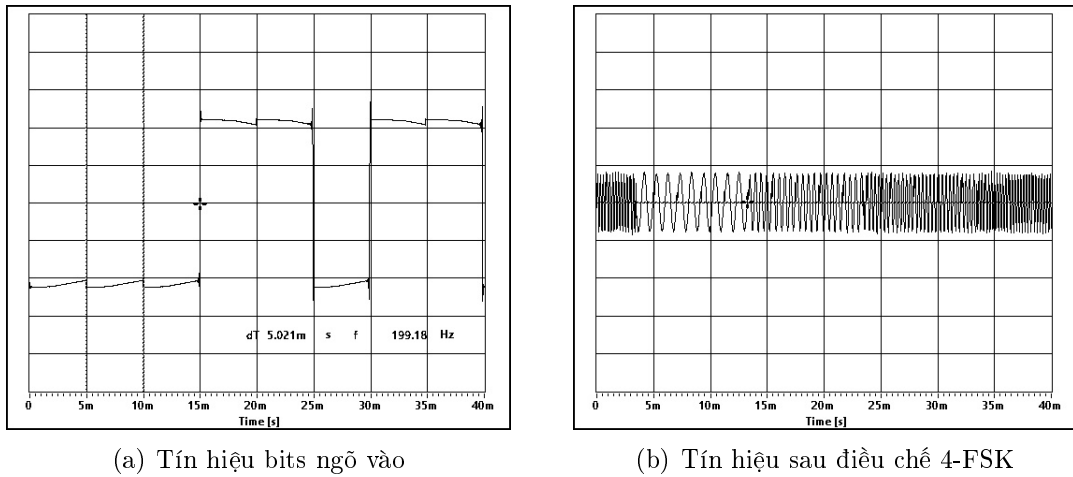 dT 5.021m s f 199.18 Hz
0 5m 10m 15m 20m 25m 30m 35m 40m
Time [s]
0 5m 10m 15m 20m 25m 30m 35m 40m
Time [s]
(a) Tín hiệu bits ngõ vào
(b) Tín hiệu sau điều chế 4-FSK